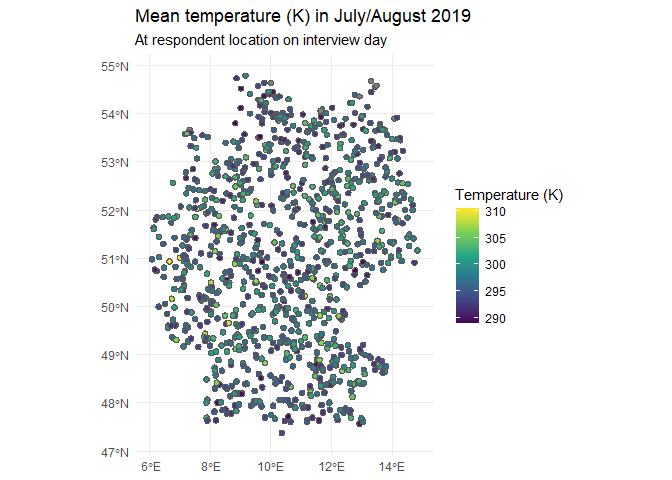 Mean temperature (K) in July/August 2019
At respondent location on interview day
55°N
54°N
53°N
52°N
51°N
50°N
49°N
48°N
47°N
6°E
8°E
10°E
12°E
14°E
Temperature (K)
310
305
300
295
290